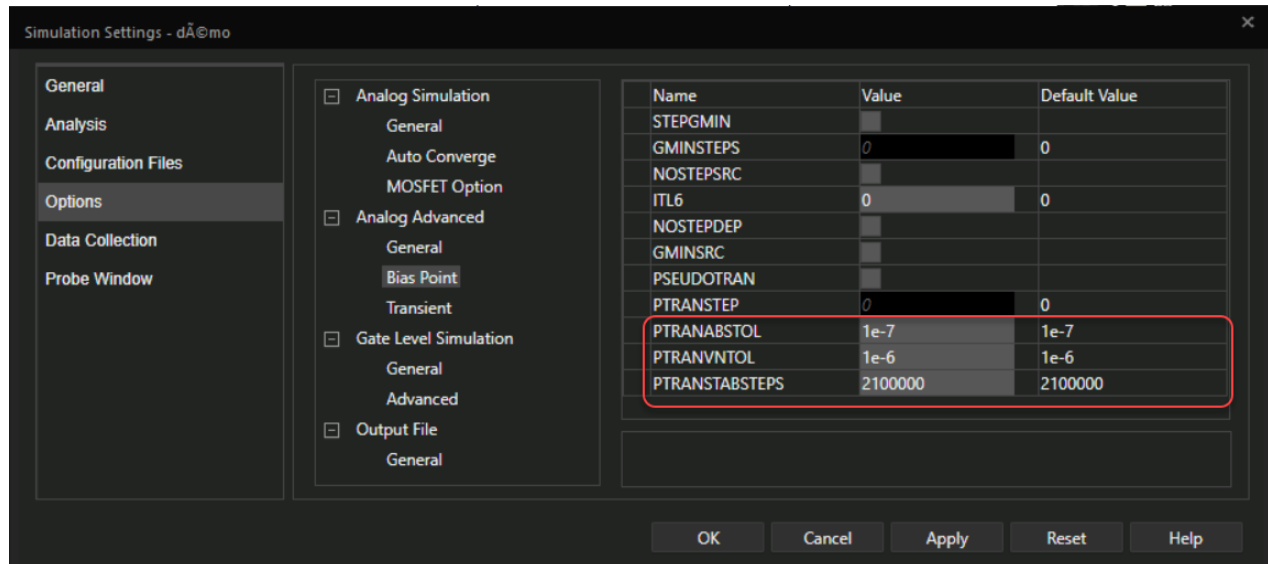 Simulation Settings - dÃ©mo
General
Analysis
Configuration Files
Options
Data Collection
Probe Window
Analog Simulation
General
Auto Converge
MOSFET Option
Analog Advanced
General
Bias Point
Transient
Gate Level Simulation
General
Advanced
Output File
General
Name Value Default Value
STEPGMIN
GMINSTEPS 0 0
NOSTEPSRC
ITL6 0 0
NOSTEPDEP
GMINSRC
PSEUDOTRAN
PTRANSTEP 0 0
PTRANABSTOL 1e-7 1e-7
PTRANVNTOL 1e-6 1e-6
PTRANSTABSTEPS 2100000 2100000
OK Cancel Apply Reset Help